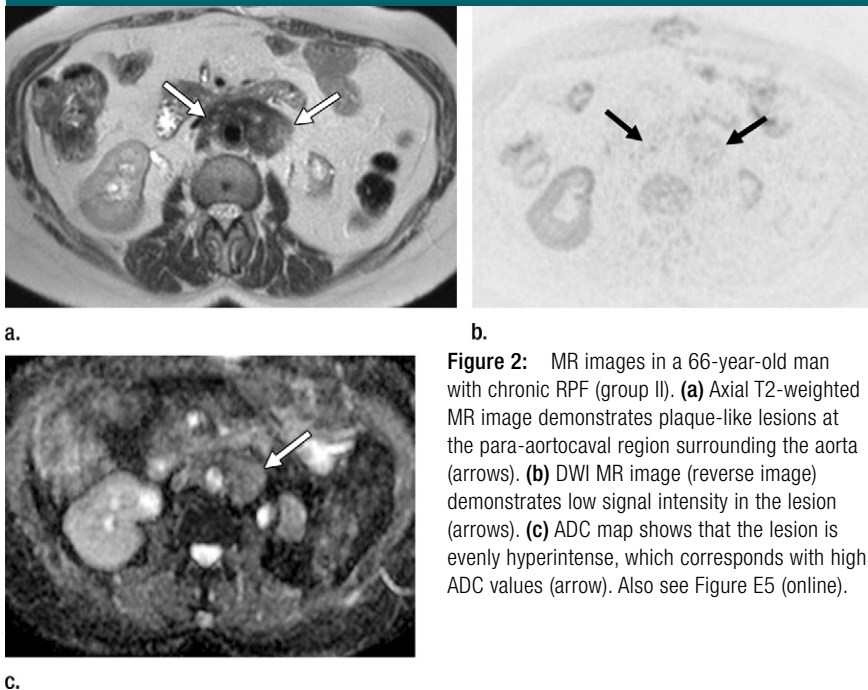 a.
b.
Figure 2: MR images in a 66-year-old man
with chronic RPF (group II). (a) Axial T2-weighted
MR image demonstrates plaque-like lesions at
the para-aortocaval region surrounding the aorta
(arrows). (b) DWI MR image (reverse image)
demonstrates low signal intensity in the lesion
(arrows). (c) ADC map shows that the lesion is
evenly hyperintense, which corresponds with high
ADC values (arrow). Also see Figure E5 (online).
c.